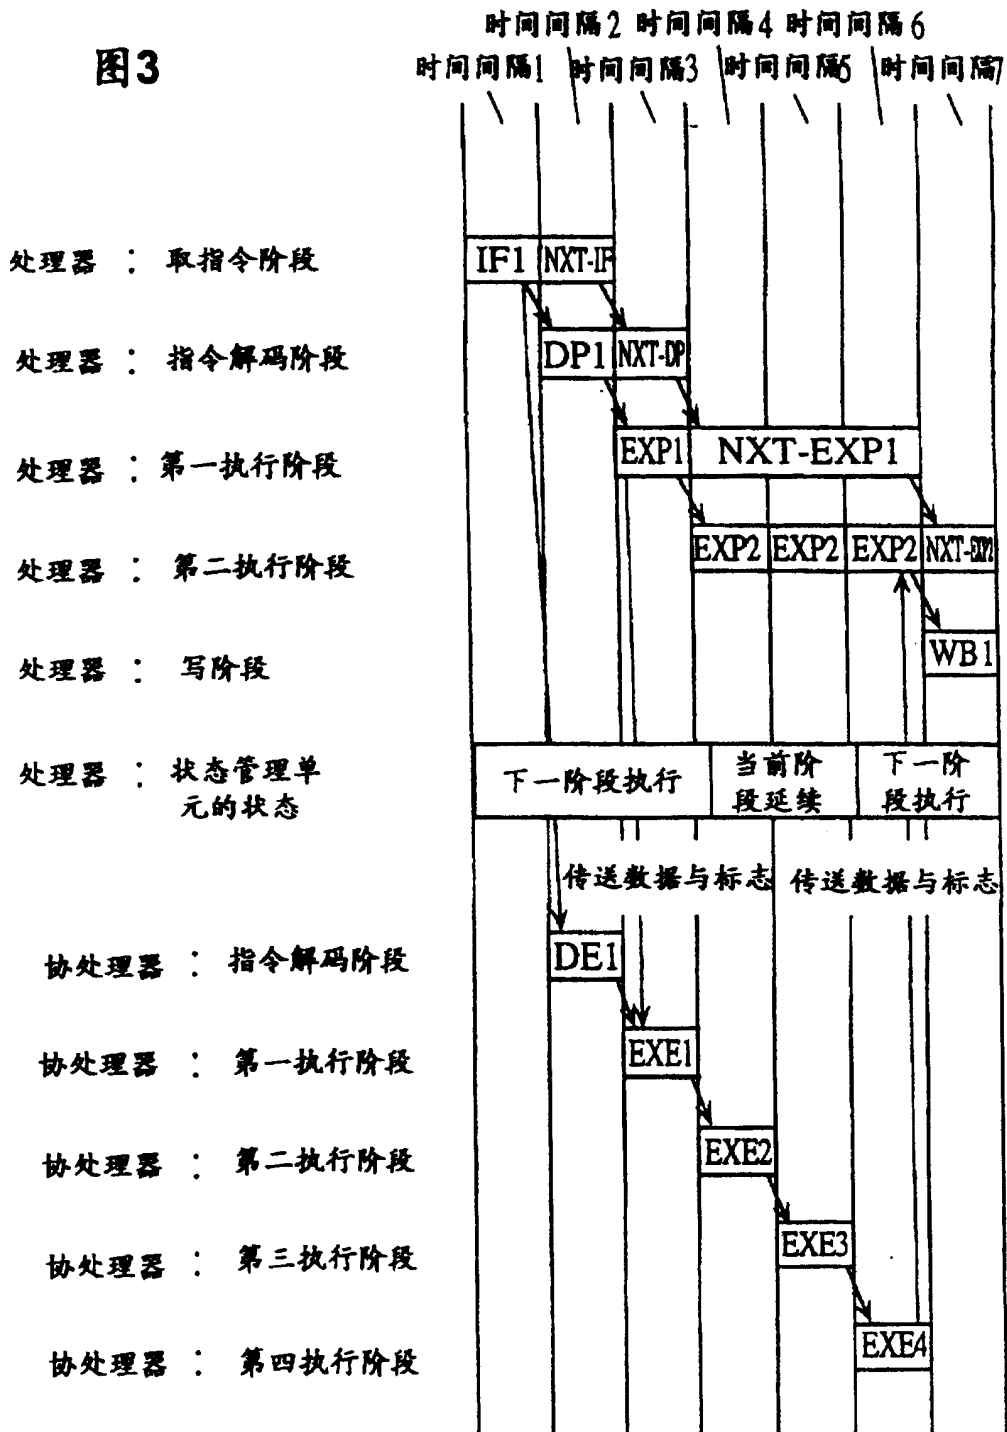 时间间隔2 时间间隔4 时间间隔6
图3
时间间隔1 时间间隔3 时间间隔5 时间间隔7
处理器 : 取指令阶段 IF1 NXT-IF
处理器 : 指令解码阶段 DP1 NXT-DP
处理器 : 第一执行阶段 EXP1 NXT-EXP1
处理器 : 第二执行阶段 EXP2 EXP2 EXP2 NXT-EXP2
处理器 : 写阶段 WB1
处理器 : 状态管理单
元的状态
下一阶段执行
当前阶
段延续
下一阶
段执行
传送数据与标志 传送数据与标志
协处理器 : 指令解码阶段 DE1
协处理器 : 第一执行阶段 EXE1
协处理器 : 第二执行阶段 EXE2
协处理器 : 第三执行阶段 EXE3
协处理器 : 第四执行阶段 EXE4